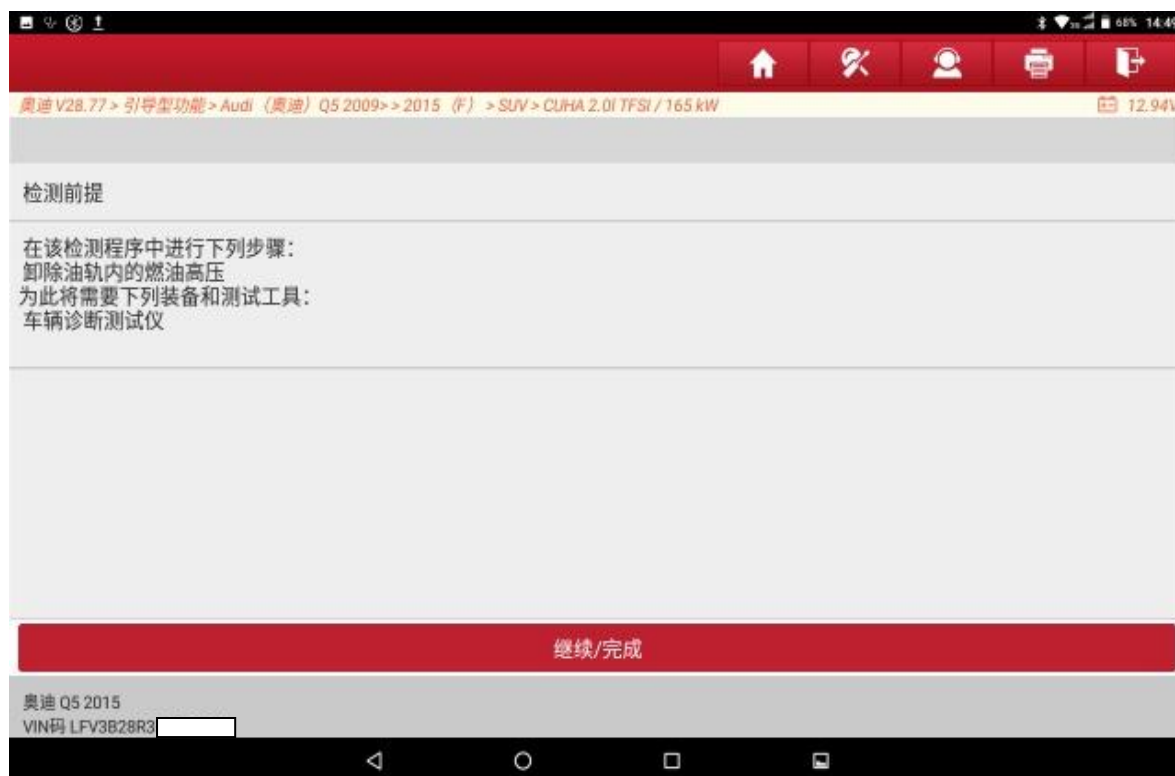 68% 14:49
奥迪 V28.77 > 引导型功能 > Audi（奥迪）Q5 2009> > 2015（F）> SUV > CUHA 2.0l TFSI / 165 kW
12.94V
检测前提
在该检测程序中进行下列步骤：
卸除油轨内的燃油高压
为此将需要下列装备和测试工具：
车辆诊断测试仪
继续/完成
奥迪 Q5 2015
VIN码 LFV3B28R3